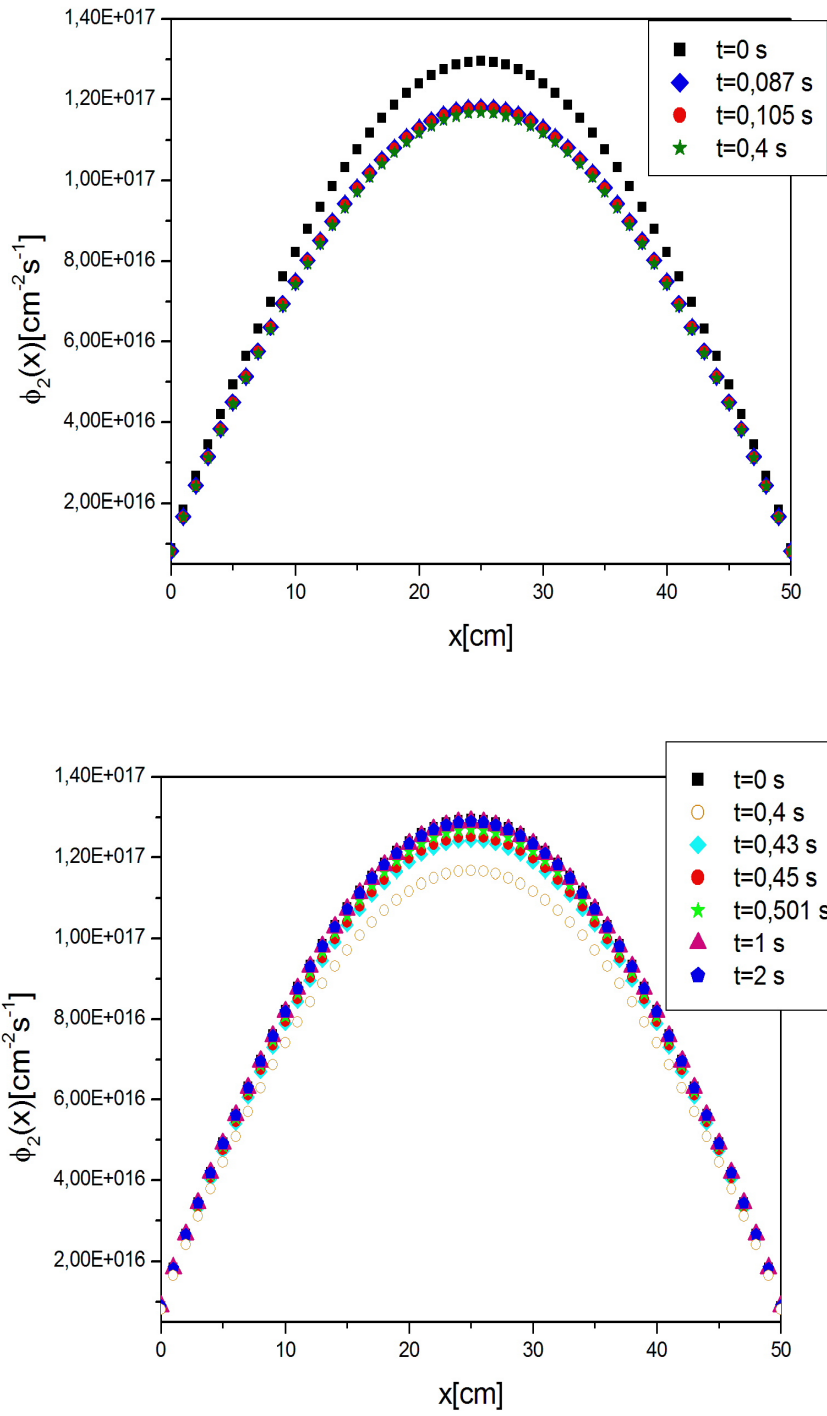 1,40E+017
1,20E+017
1,00E+017
8,00E+016
6,00E+016
4,00E+016
2,00E+016
ϕ₂(x)[cm⁻²s⁻¹]
t=0 s
t=0,087 s
t=0,105 s
t=0,4 s
0 10 20 30 40 50
x[cm]
1,40E+017
1,20E+017
1,00E+017
8,00E+016
6,00E+016
4,00E+016
2,00E+016
ϕ₂(x)[cm⁻²s⁻¹]
t=0 s
t=0,4 s
t=0,43 s
t=0,45 s
t=0,501 s
t=1 s
t=2 s
0 10 20 30 40 50
x[cm]